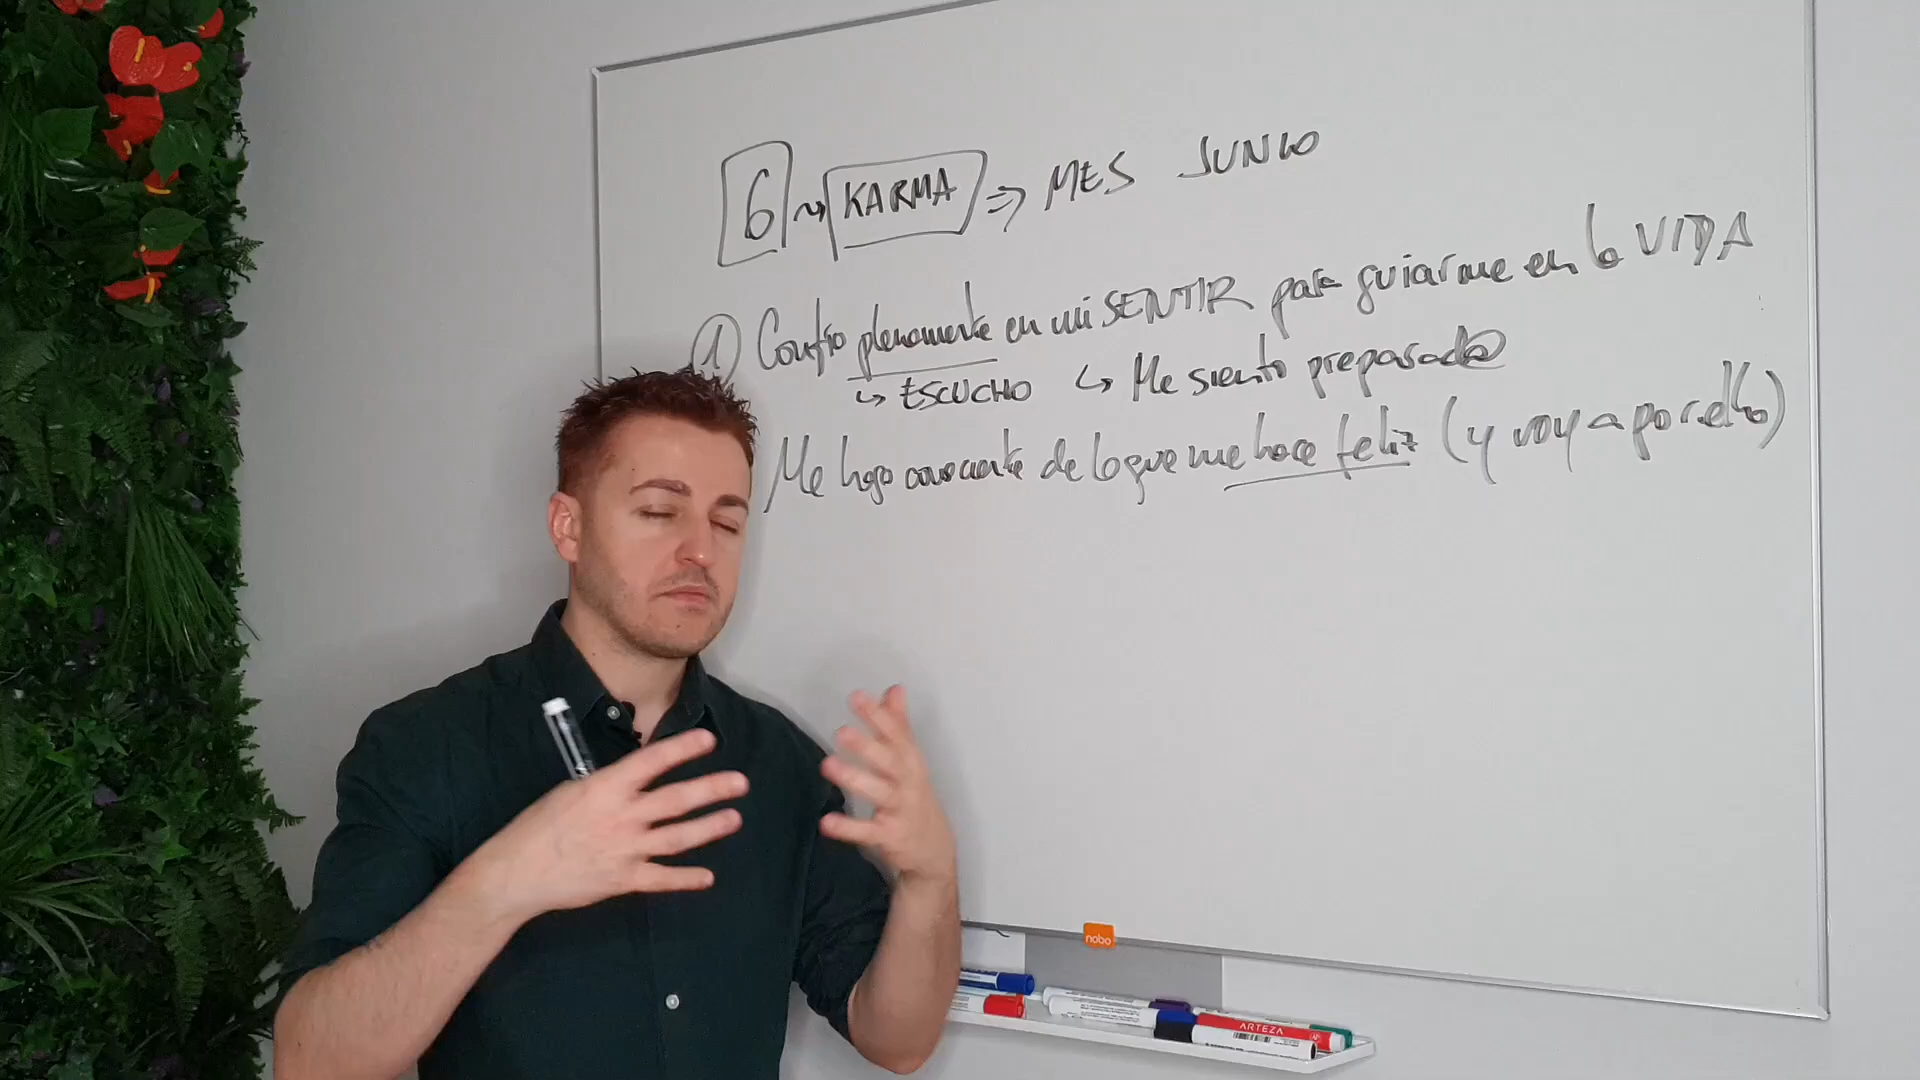 6 → KARMA ⇒ MES JUNIO
1 Confío plenamente en mi SENTIR para guiarme en la VIDA
↳ ESCUCHO ↳ Me siento preparado
Me hago consciente de lo que me hace feliz (y voy a por ello)
nobo
ARTEZA